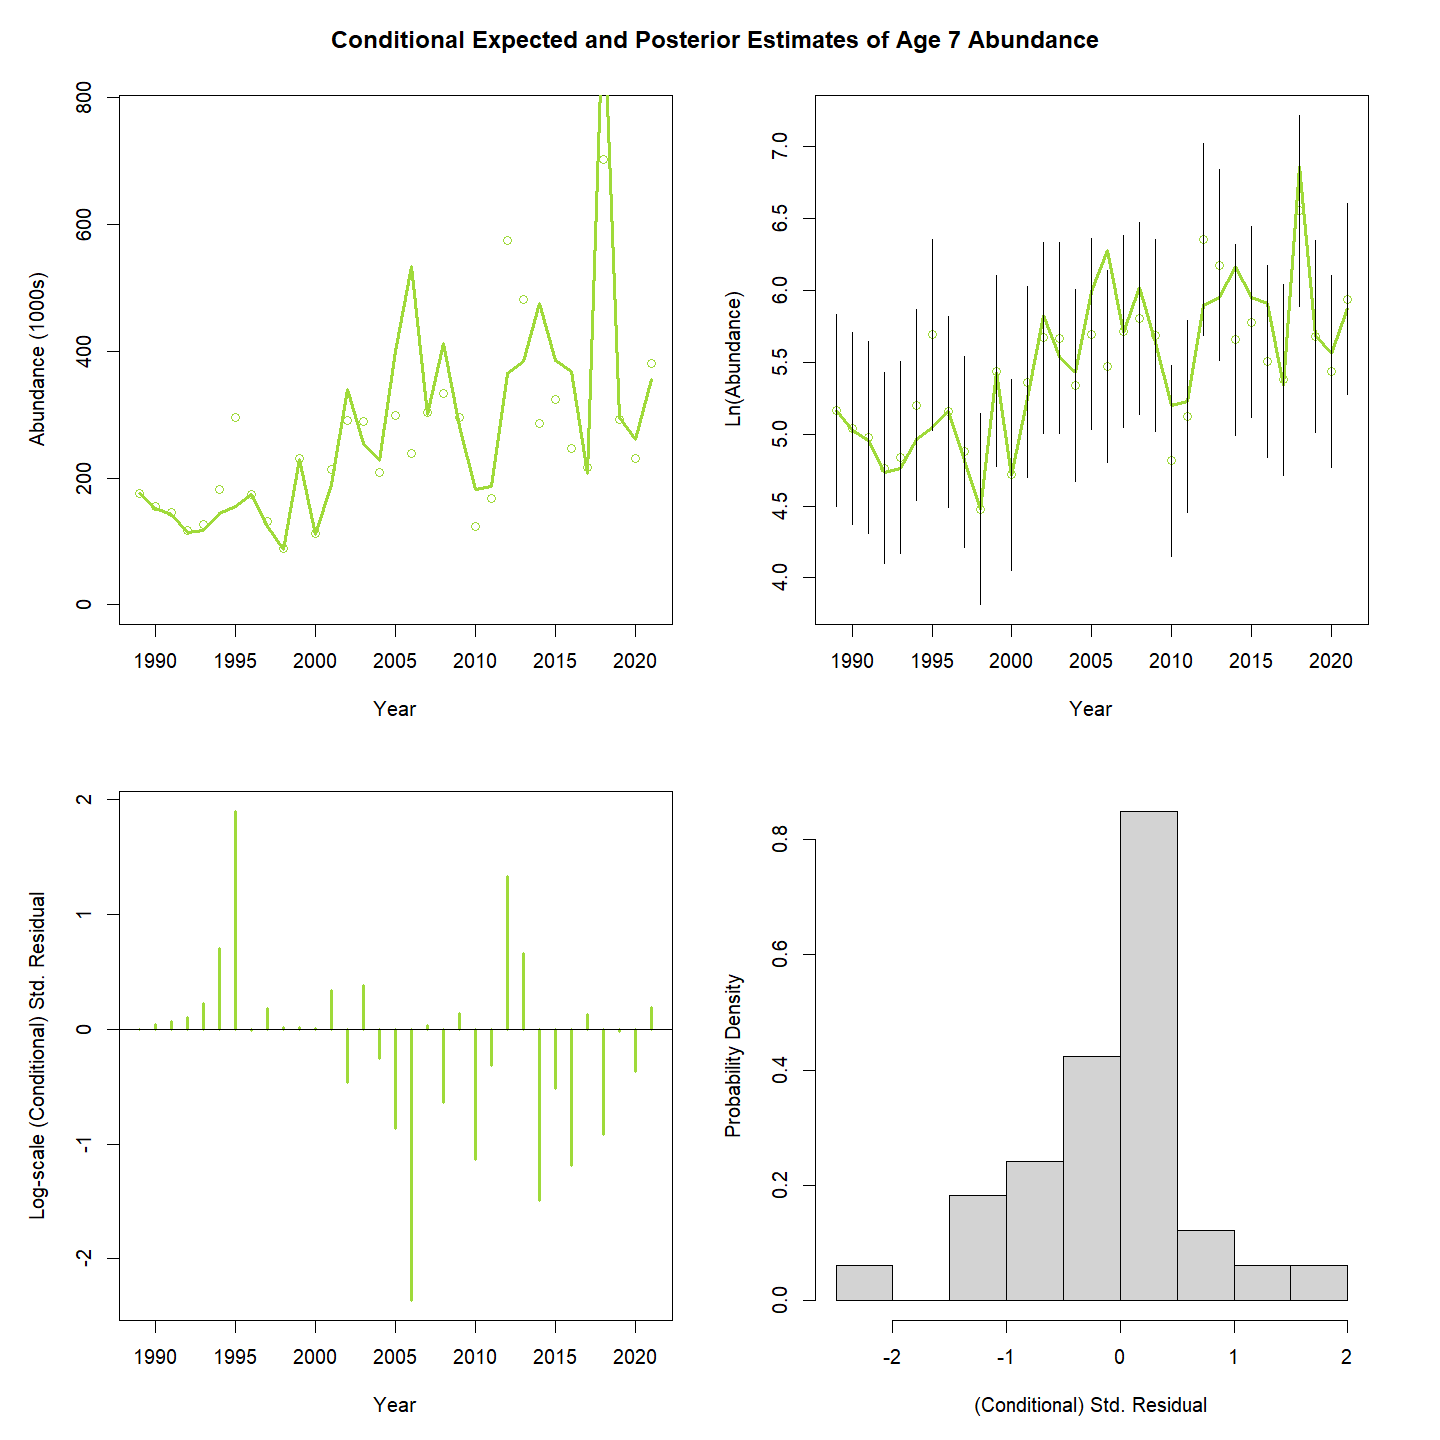 Conditional Expected and Posterior Estimates of Age 7 Abundance
Abundance (1000s)
0 200 400 600 800
1990 1995 2000 2005 2010 2015 2020
Year
Ln(Abundance)
4.0 4.5 5.0 5.5 6.0 6.5 7.0
1990 1995 2000 2005 2010 2015 2020
Year
Log-scale (Conditional) Std. Residual
-2 -1 0 1 2
1990 1995 2000 2005 2010 2015 2020
Year
Probability Density
0.0 0.2 0.4 0.6 0.8
-2 -1 0 1 2
(Conditional) Std. Residual